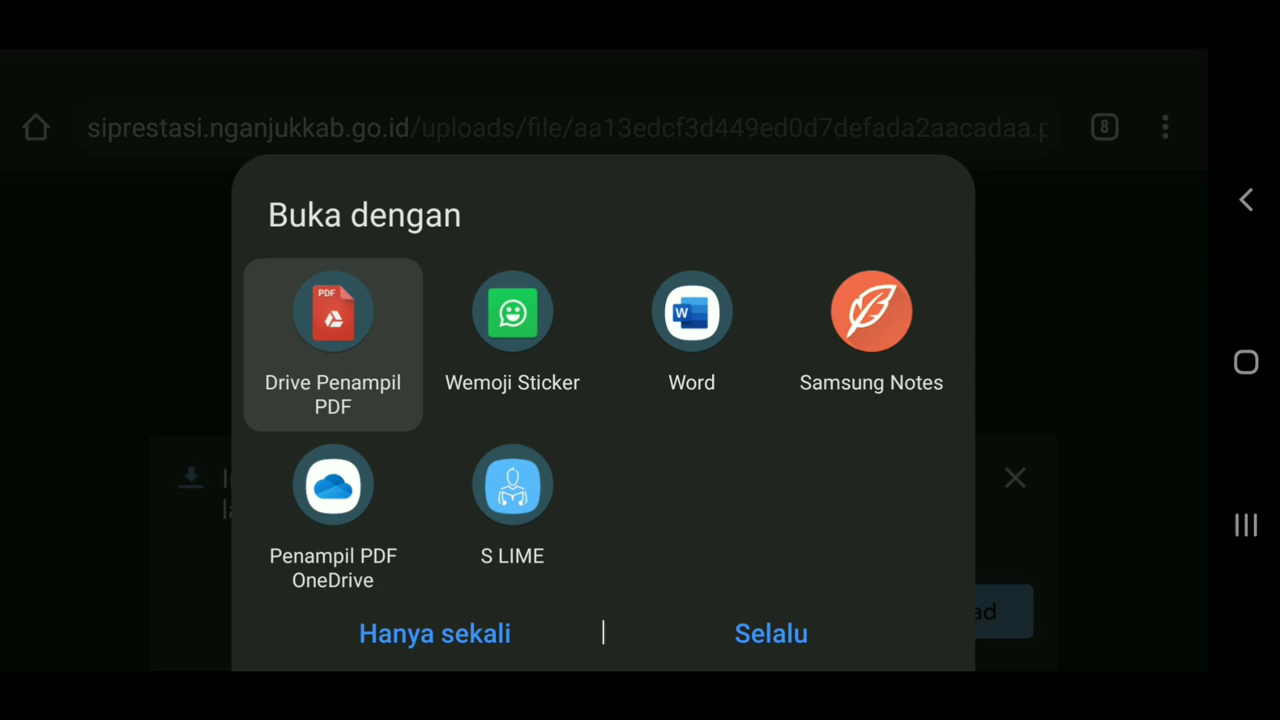 siprestasi.nganjukkab.go.id/uploads/file/aa13edcf3d449ed0d7defada2aacadaa.p
8
Buka dengan
PDF
Drive Penampil
PDF
Wemoji Sticker
W
Word
Samsung Notes
Penampil PDF
OneDrive
S LIME
Hanya sekali
Selalu